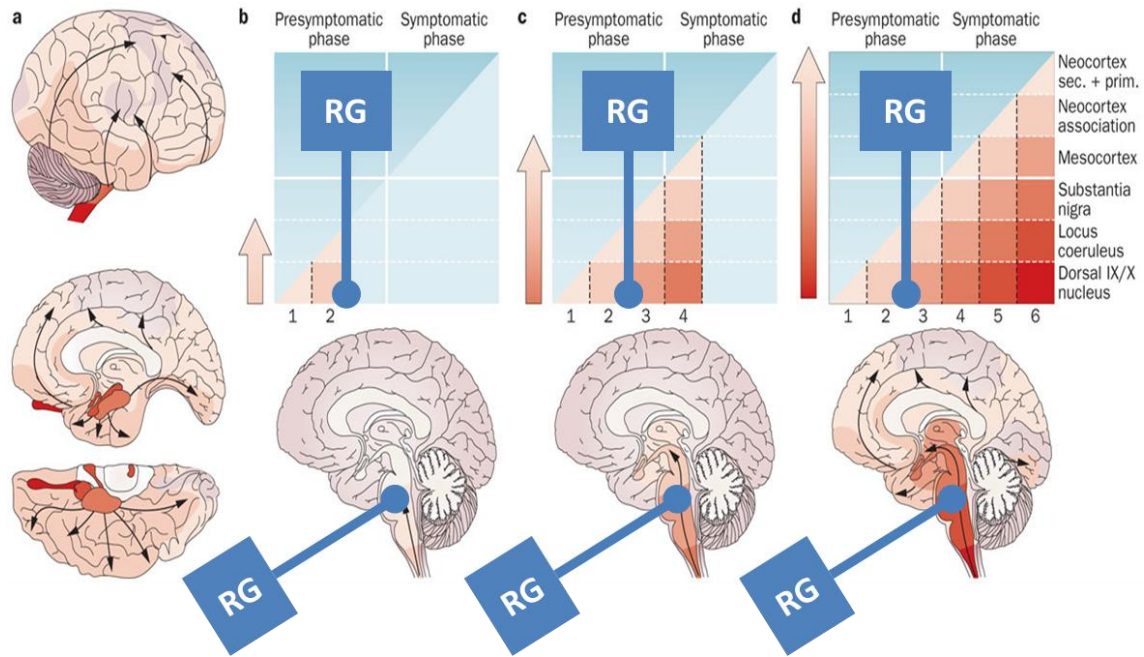 a
b
Presymptomatic
phase
Symptomatic
phase
RG
1
2
c
Presymptomatic
phase
Symptomatic
phase
RG
1
2
3
4
d
Presymptomatic
phase
Symptomatic
phase
RG
Neocortex
sec. + prim.
Neocortex
association
Mesocortex
Substantia
nigra
Locus
coeruleus
Dorsal IX/X
nucleus
1
2
3
4
5
6
RG
RG
RG